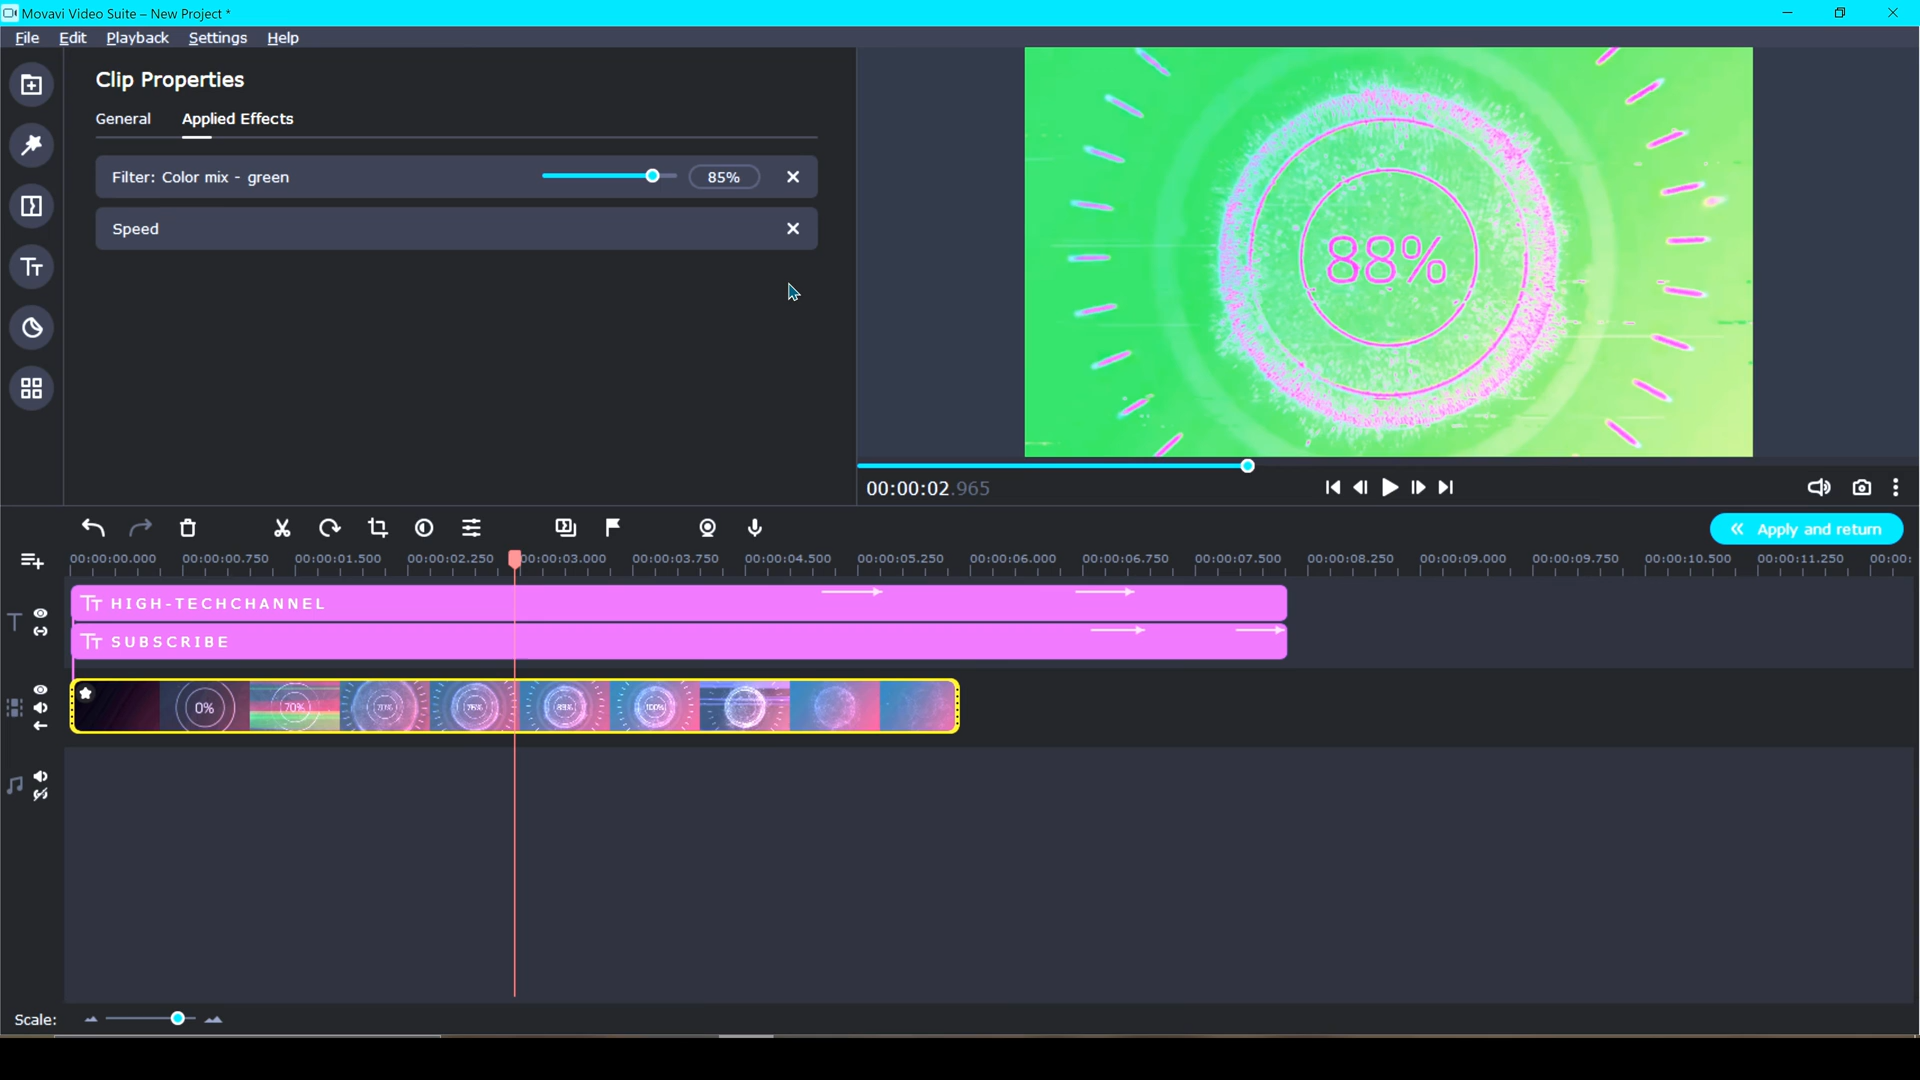 Movavi Video Suite – New Project *
File Edit Playback Settings Help
Clip Properties
General Applied Effects
Filter: Color mix - green 85%
Speed
88%
00:00:02.965
Apply and return
00:00:00.000 00:00:00.750 00:00:01.500 00:00:02.250 00:00:03.000 00:00:03.750 00:00:04.500 00:00:05.250 00:00:06.000 00:00:06.750 00:00:07.500 00:00:08.250 00:00:09.000 00:00:09.750 00:00:10.500 00:00:11.250 00:00:
Tт HIGH-TECHCHANNEL
Tт SUBSCRIBE
0% 70% 100%
Scale: